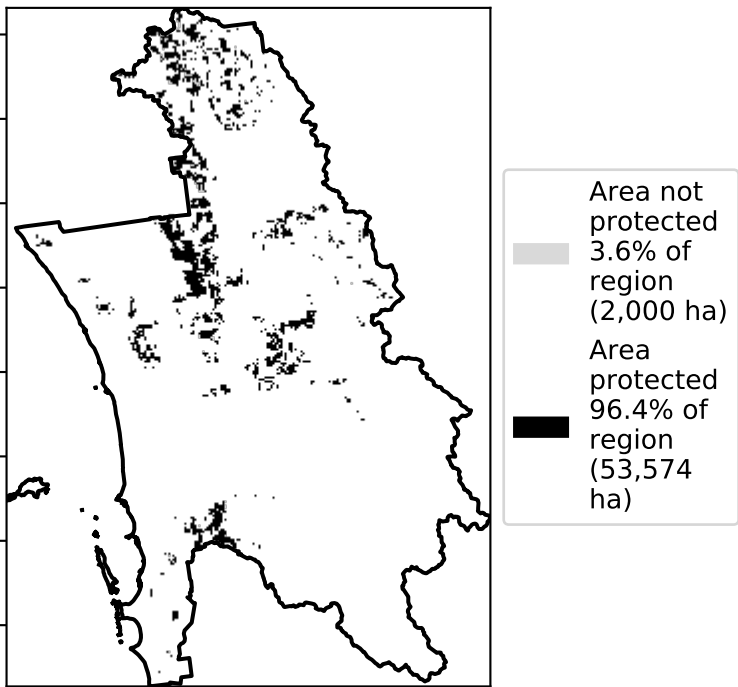 Area not
protected
3.6% of
region
(2,000 ha)
Area
protected
96.4% of
region
(53,574
ha)